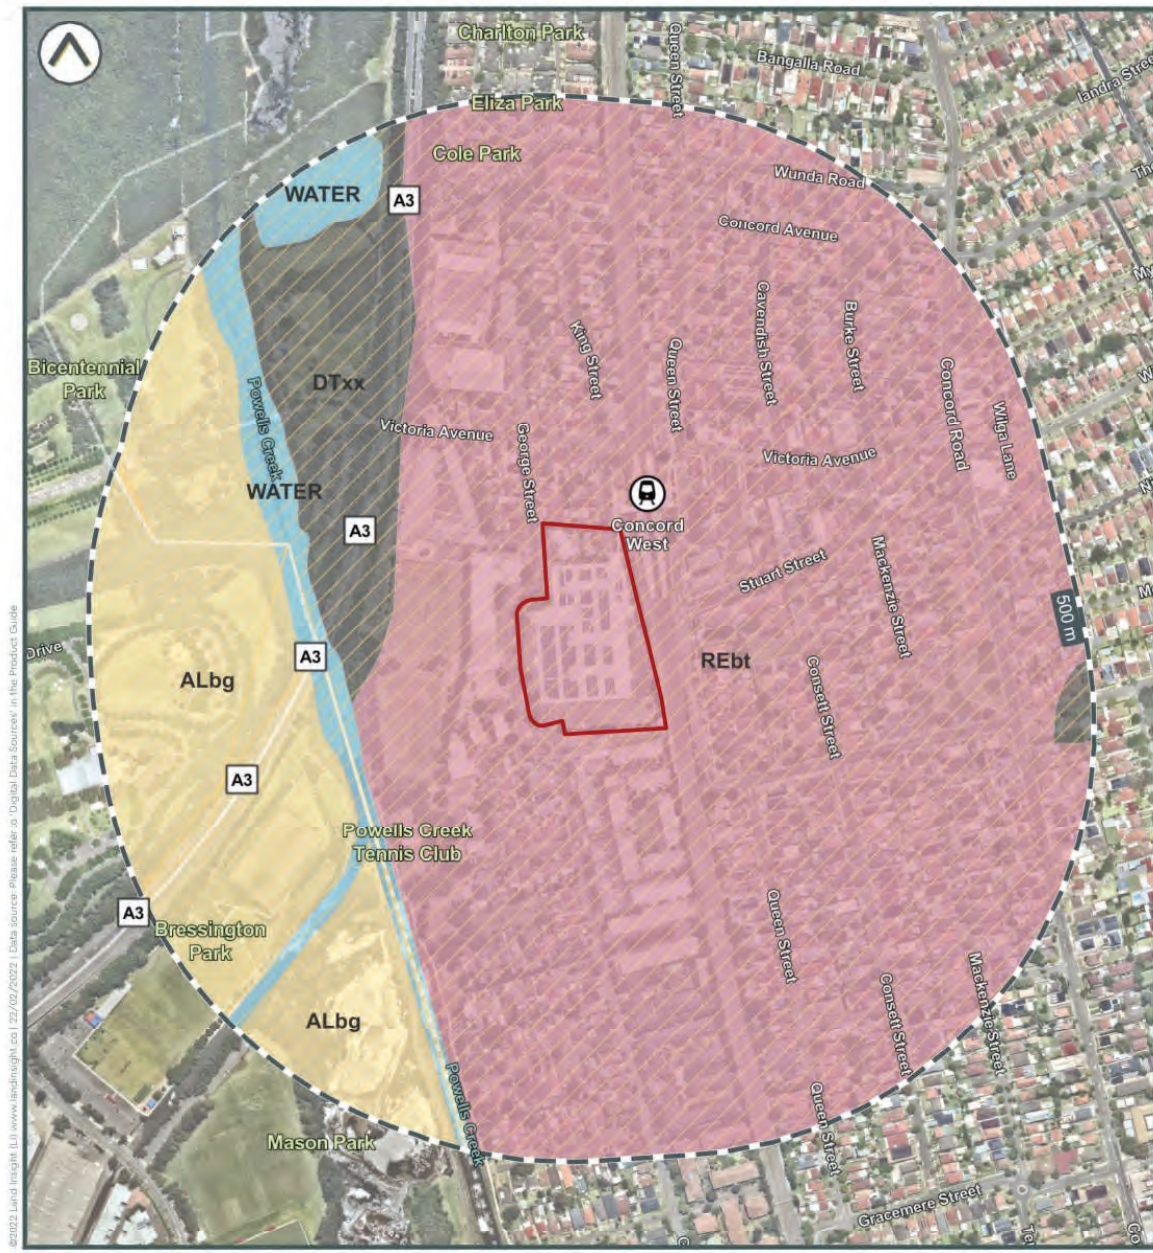 Charlton Park
Queen Street
Bangalla Road
Eliza Park
Cole Park
Wunda Road
WATER
A3
Concord Avenue
King Street
Queen Street
Cavendish Street
Burke Street
Bicentennial
Park
DTxx
Powells Creek
Victoria Avenue
George Street
Victoria Avenue
Concord Road
Wilga Lane
WATER
A3
Concord
West
Stuart Street
Mackenzie Street
500 m
Drive
A3
ALbg
REbt
Consett Street
A3
Powells Creek
Tennis Club
A3
Bressington
Park
Queen Street
Consett Street
Mackenzie Street
ALbg
Powells Creek
Queen Street
Mason Park
Gracemere Street
©2022 Land Insight (LI) www.landinsight.co | 22/02/2022 | Data source: Please refer to 'Digital Data Sources' in the Product Guide